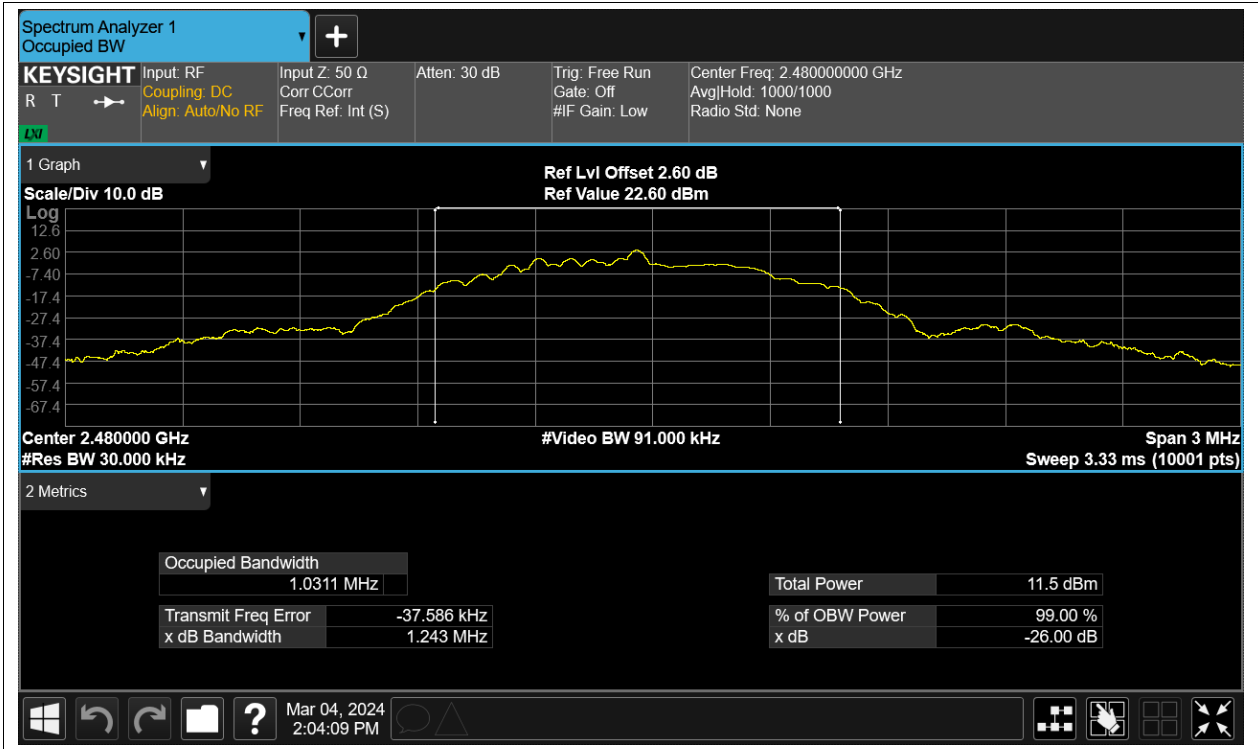 Spectrum Analyzer 1
Occupied BW
+
KEYSIGHT
R T
LXI
Input: RF
Coupling: DC
Align: Auto/No RF
Input Z: 50 Ω
Corr CCorr
Freq Ref: Int (S)
Atten: 30 dB
Trig: Free Run
Gate: Off
#IF Gain: Low
Center Freq: 2.480000000 GHz
Avg|Hold: 1000/1000
Radio Std: None
1 Graph
Scale/Div 10.0 dB
Ref Lvl Offset 2.60 dB
Ref Value 22.60 dBm
Log
12.6
2.60
-7.40
-17.4
-27.4
-37.4
-47.4
-57.4
-67.4
Center 2.480000 GHz
#Video BW 91.000 kHz
Span 3 MHz
#Res BW 30.000 kHz
Sweep 3.33 ms (10001 pts)
2 Metrics
Occupied Bandwidth
1.0311 MHz
Transmit Freq Error -37.586 kHz
x dB Bandwidth 1.243 MHz
Total Power 11.5 dBm
% of OBW Power 99.00 %
x dB -26.00 dB
?
Mar 04, 2024
2:04:09 PM